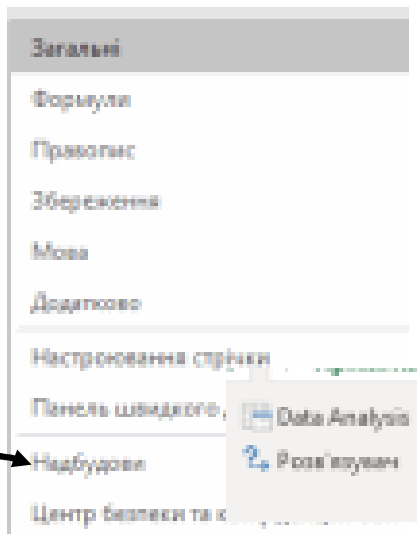 Загальні
Формули
Правопис
Збереження
Мова
Додатково
Настроювання стрічки
Панель швидкого
Data Analysis
Розв'язувач
Надбудови
Центр безпеки та